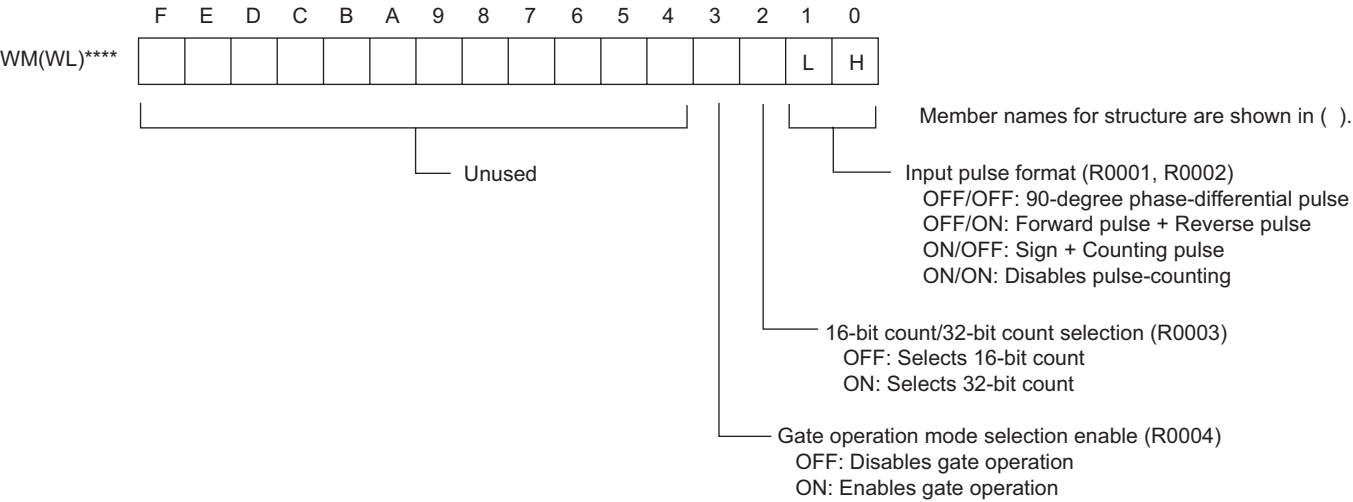 F E D C B A 9 8 7 6 5 4 3 2 1 0
WM(WL)****
L H
Member names for structure are shown in ( ).
Unused
Input pulse format (R0001, R0002)
OFF/OFF: 90-degree phase-differential pulse
OFF/ON: Forward pulse + Reverse pulse
ON/OFF: Sign + Counting pulse
ON/ON: Disables pulse-counting
16-bit count/32-bit count selection (R0003)
OFF: Selects 16-bit count
ON: Selects 32-bit count
Gate operation mode selection enable (R0004)
OFF: Disables gate operation
ON: Enables gate operation